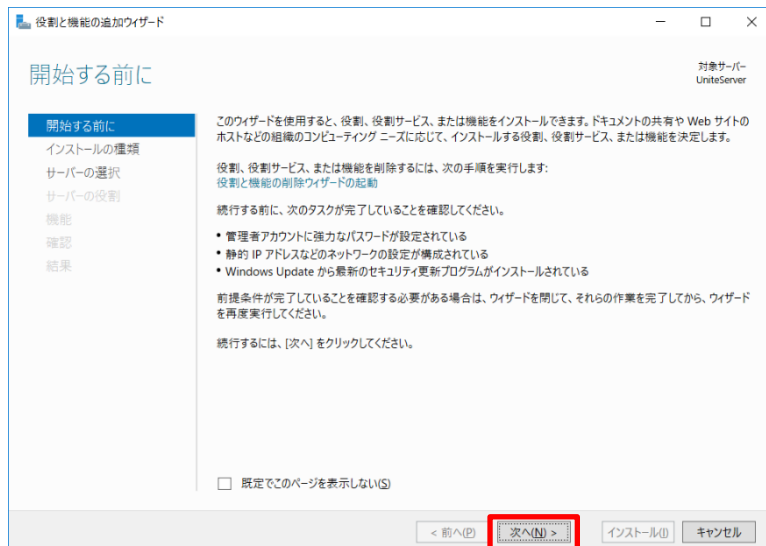 役割と機能の追加ウィザード
開始する前に
対象サーバー
UniteServer
開始する前に
インストールの種類
サーバーの選択
サーバーの役割
機能
確認
結果
このウィザードを使用すると、役割、役割サービス、または機能をインストールできます。ドキュメントの共有や Web サイトの
ホストなどの組織のコンピューティング ニーズに応じて、インストールする役割、役割サービス、または機能を決定します。
役割、役割サービス、または機能を削除するには、次の手順を実行します:
役割と機能の削除ウィザードの起動
続行する前に、次のタスクが完了していることを確認してください。
• 管理者アカウントに強力なパスワードが設定されている
• 静的 IP アドレスなどのネットワークの設定が構成されている
• Windows Update から最新のセキュリティ更新プログラムがインストールされている
前提条件が完了していることを確認する必要がある場合は、ウィザードを閉じて、それらの作業を完了してから、ウィザード
を再度実行してください。
続行するには、[次へ] をクリックしてください。
既定でこのページを表示しない(S)
< 前へ(P) 次へ(N) > インストール(I) キャンセル